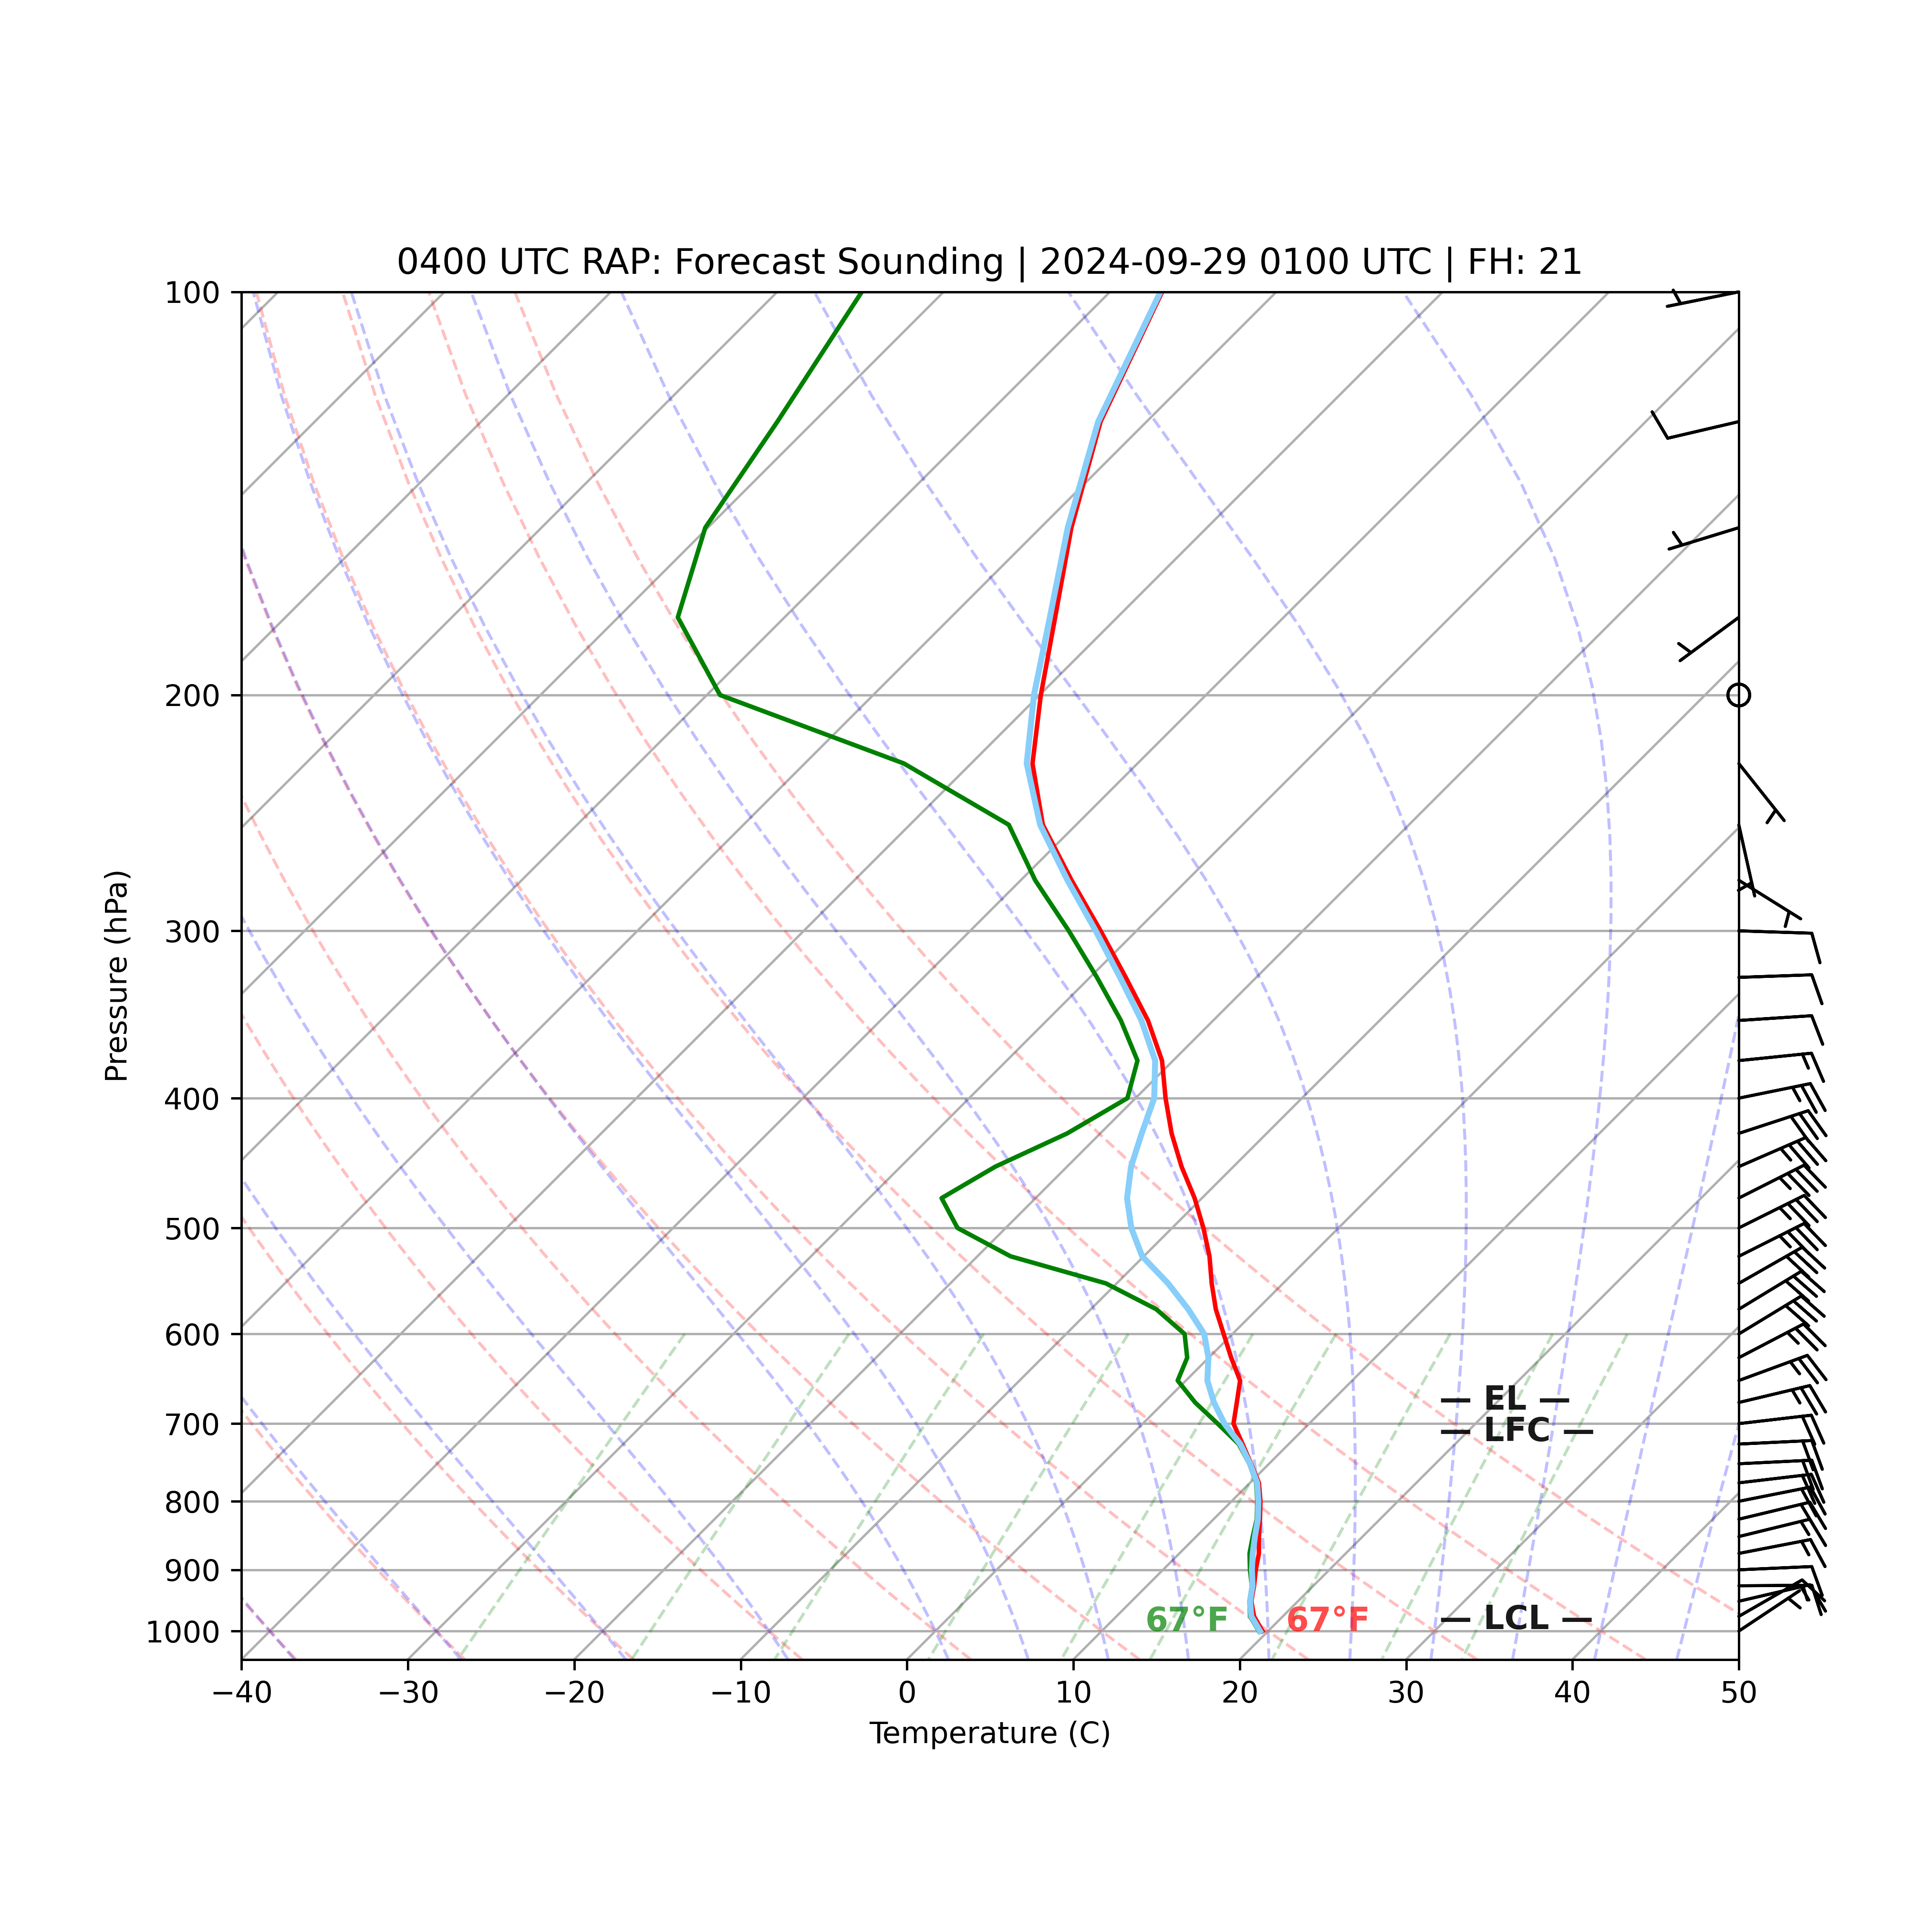 0400 UTC RAP: Forecast Sounding | 2024-09-29 0100 UTC | FH: 21
100
200
300
400
500
600
700
800
900
1000
Pressure (hPa)
— EL —
— LFC —
67°F 67°F — LCL —
−40 −30 −20 −10 0 10 20 30 40 50
Temperature (C)